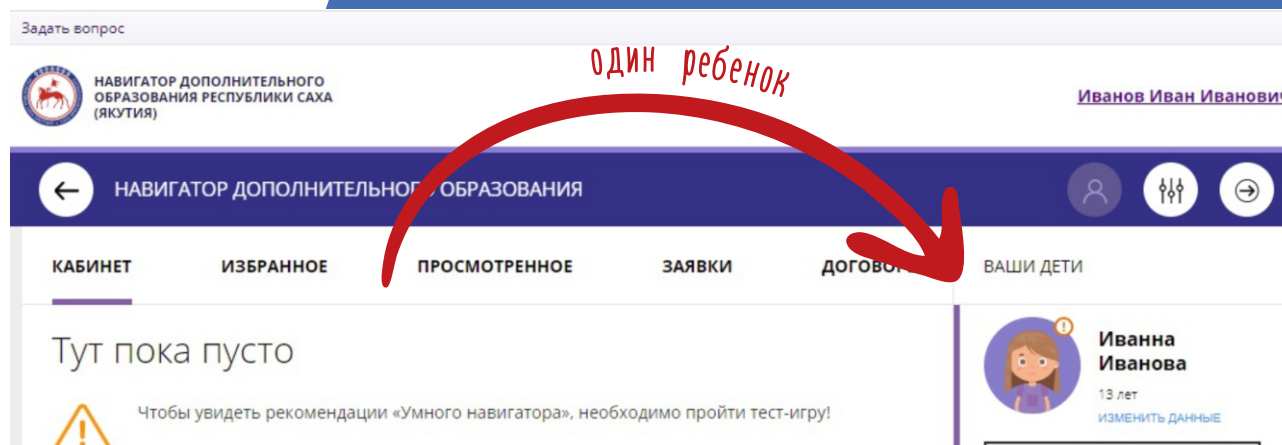 Задать вопрос
один ребенок
НАВИГАТОР ДОПОЛНИТЕЛЬНОГО
ОБРАЗОВАНИЯ РЕСПУБЛИКИ САХА
(ЯКУТИЯ)
Иванов Иван Иванович
НАВИГАТОР ДОПОЛНИТЕЛЬНОГО ОБРАЗОВАНИЯ
КАБИНЕТ ИЗБРАННОЕ ПРОСМОТРЕННОЕ ЗАЯВКИ
ВАШИ ДЕТИ
Тут пока пусто
Чтобы увидеть рекомендации «Умного навигатора», необходимо пройти тест-игру!
Иванна
Иванова
13 лет
ИЗМЕНИТЬ ДАННЫЕ